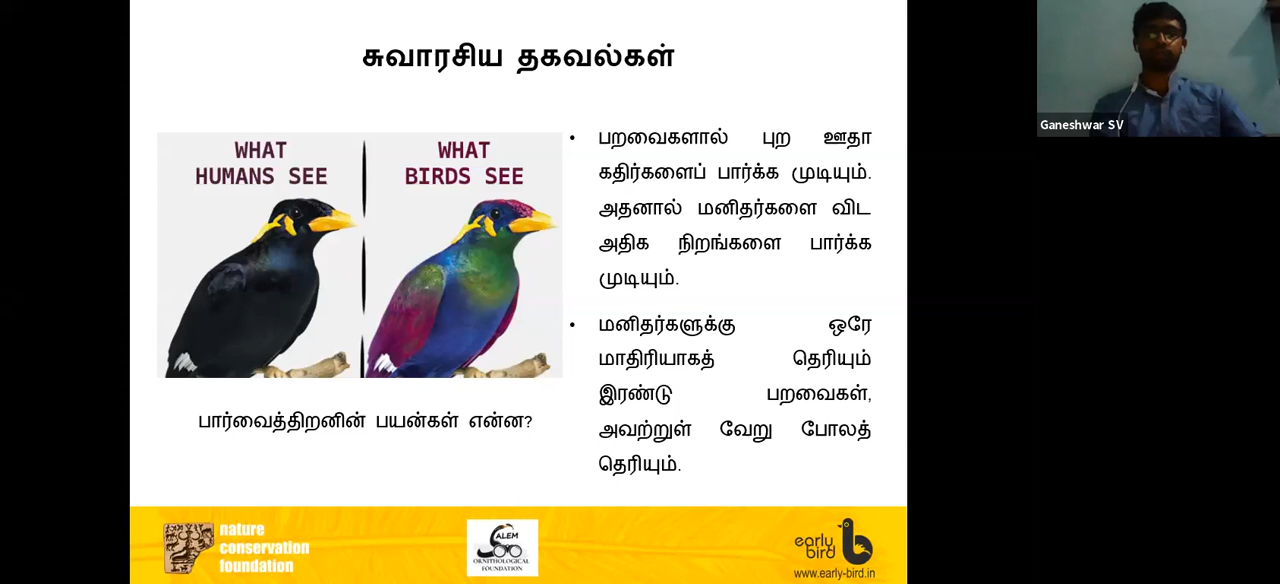 சுவாரசிய தகவல்கள்
WHAT
HUMANS SEE
WHAT
BIRDS SEE
பார்வைத்திறனின் பயன்கள் என்ன?
• பறவைகளால் புற ஊதா
கதிர்களைப் பார்க்க முடியும்.
அதனால் மனிதர்களை விட
அதிக நிறங்களை பார்க்க
முடியும்.
• மனிதர்களுக்கு ஒரே
மாதிரியாகத் தெரியும்
இரண்டு பறவைகள்,
அவற்றுள் வேறு போலத்
தெரியும்.
nature
conservation
foundation
SALEM
ORNITHOLOGICAL
FOUNDATION
early
bird
www.early-bird.in
Ganeshwar SV